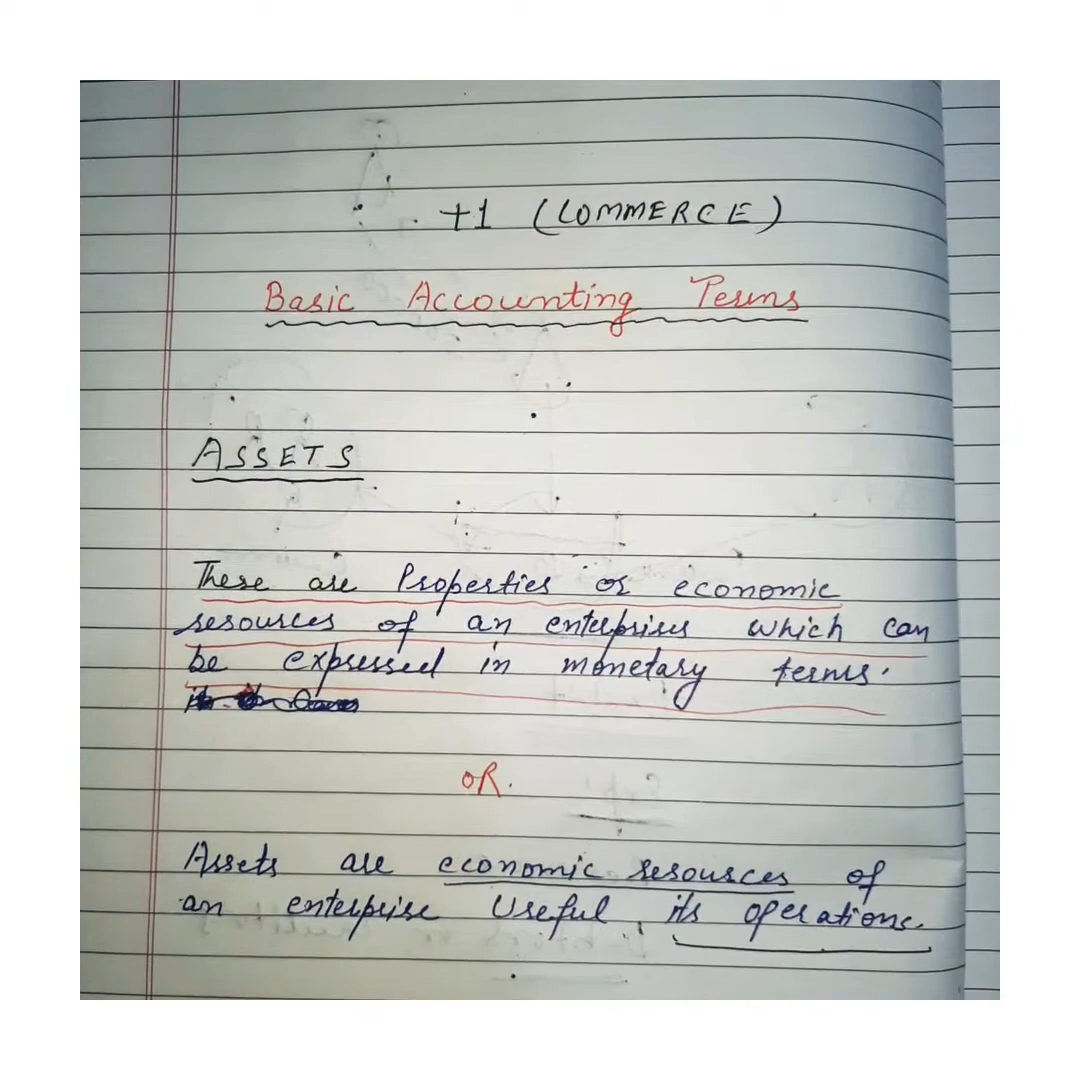 +1 (COMMERCE)
Basic Accounting Terms
ASSETS
These are Properties or economic
resources of an enterprises which can
be expressed in monetary terms.
OR.
Assets are economic resources of
an enterprise Useful its operations.